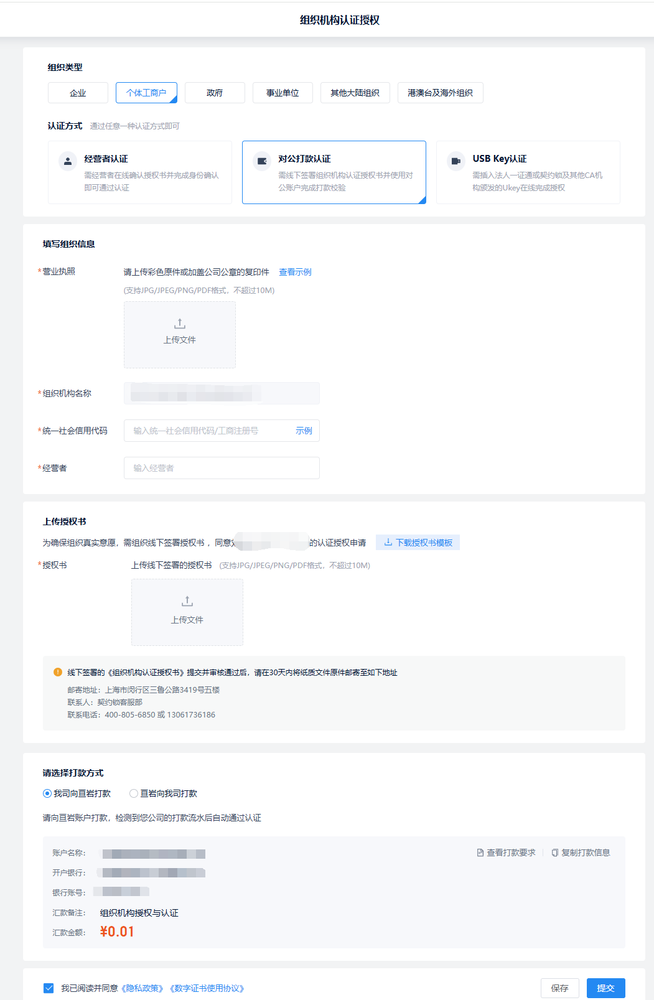 组织机构认证授权
组织类型
企业
个体工商户
政府
事业单位
其他大陆组织
港澳台及海外组织
认证方式 通过任意一种认证方式即可
经营者认证
需经营者在线确认授权书并完成身份确认
即可通过认证
对公打款认证
需线下签署组织机构认证授权书并使用对
公账户完成打款校验
USB Key认证
需插入法人一证通或契约锁及其他CA机
构颁发的Ukey在线完成授权
填写组织信息
*营业执照
请上传彩色原件或加盖公司公章的复印件 查看示例
(支持JPG/JPEG/PNG/PDF格式，不超过10M)
上传文件
*组织机构名称
*统一社会信用代码
输入统一社会信用代码/工商注册号 示例
*经营者
输入经营者
上传授权书
为确保组织真实意愿，需组织线下签署授权书，同意 的认证授权申请 下载授权书模板
*授权书
上传线下签署的授权书 (支持JPG/JPEG/PNG/PDF格式，不超过10M)
上传文件
线下签署的《组织机构认证授权书》提交并审核通过后，请在30天内将纸质文件原件邮寄至如下地址
邮寄地址：上海市闵行区三鲁公路3419号五楼
联系人：契约锁客服部
联系电话：400-805-6850 或 13061736186
请选择打款方式
我司向亘岩打款 亘岩向我司打款
请向亘岩账户打款，检测到您公司的打款流水后自动通过认证
账户名称：
查看打款要求 复制打款信息
开户银行：
银行账号：
汇款备注： 组织机构授权与认证
汇款金额： ¥0.01
我已阅读并同意《隐私政策》《数字证书使用协议》
保存
提交